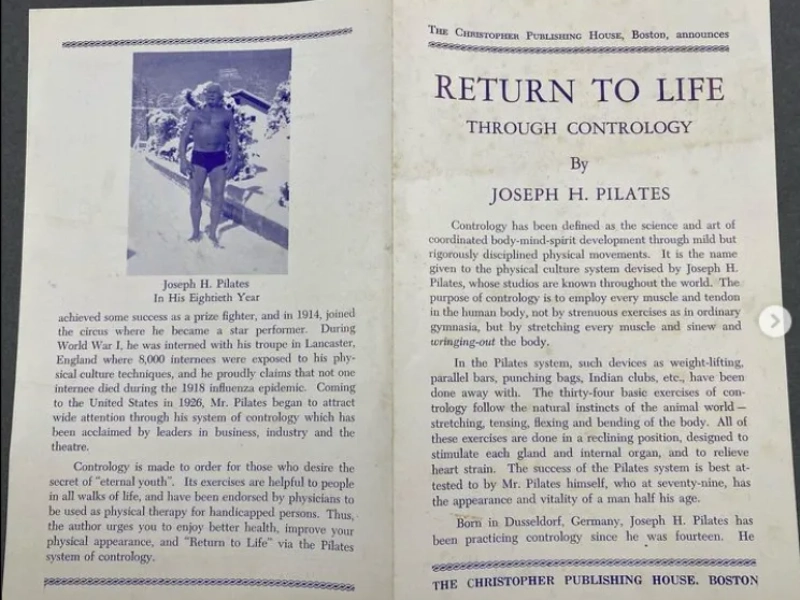 Joseph H. Pilates
In His Eightieth Year
achieved some success as a prize fighter, and in 1914, joined
the circus where he became a star performer. During
World War I, he was interned with his troupe in Lancaster,
England where 8,000 internees were exposed to his phy-
sical culture techniques, and he proudly claims that not one
internee died during the 1918 influenza epidemic. Coming
to the United States in 1926, Mr. Pilates began to attract
wide attention through his system of contrology which has
been acclaimed by leaders in business, industry and the
theatre.
Contrology is made to order for those who desire the
secret of "eternal youth". Its exercises are helpful to people
in all walks of life, and have been endorsed by physicians to
be used as physical therapy for handicapped persons. Thus,
the author urges you to enjoy better health, improve your
physical appearance, and "Return to Life" via the Pilates
system of contrology.
THE CHRISTOPHER PUBLISHING HOUSE, Boston, announces
RETURN TO LIFE
THROUGH CONTROLOGY
By
JOSEPH H. PILATES
Contrology has been defined as the science and art of
coordinated body-mind-spirit development through mild but
rigorously disciplined physical movements. It is the name
given to the physical culture system devised by Joseph H.
Pilates, whose studios are known throughout the world. The
purpose of contrology is to employ every muscle and tendon
in the human body, not by strenuous exercises as in ordinary
gymnasia, but by stretching every muscle and sinew and
wringing-out the body.
In the Pilates system, such devices as weight-lifting,
parallel bars, punching bags, Indian clubs, etc., have been
done away with. The thirty-four basic exercises of con-
trology follow the natural instincts of the animal world —
stretching, tensing, flexing and bending of the body. All of
these exercises are done in a reclining position, designed to
stimulate each gland and internal organ, and to relieve
heart strain. The success of the Pilates system is best at-
tested to by Mr. Pilates himself, who at seventy-nine, has
the appearance and vitality of a man half his age.
Born in Dusseldorf, Germany, Joseph H. Pilates has
been practicing contrology since he was fourteen. He
THE CHRISTOPHER PUBLISHING HOUSE. BOSTON